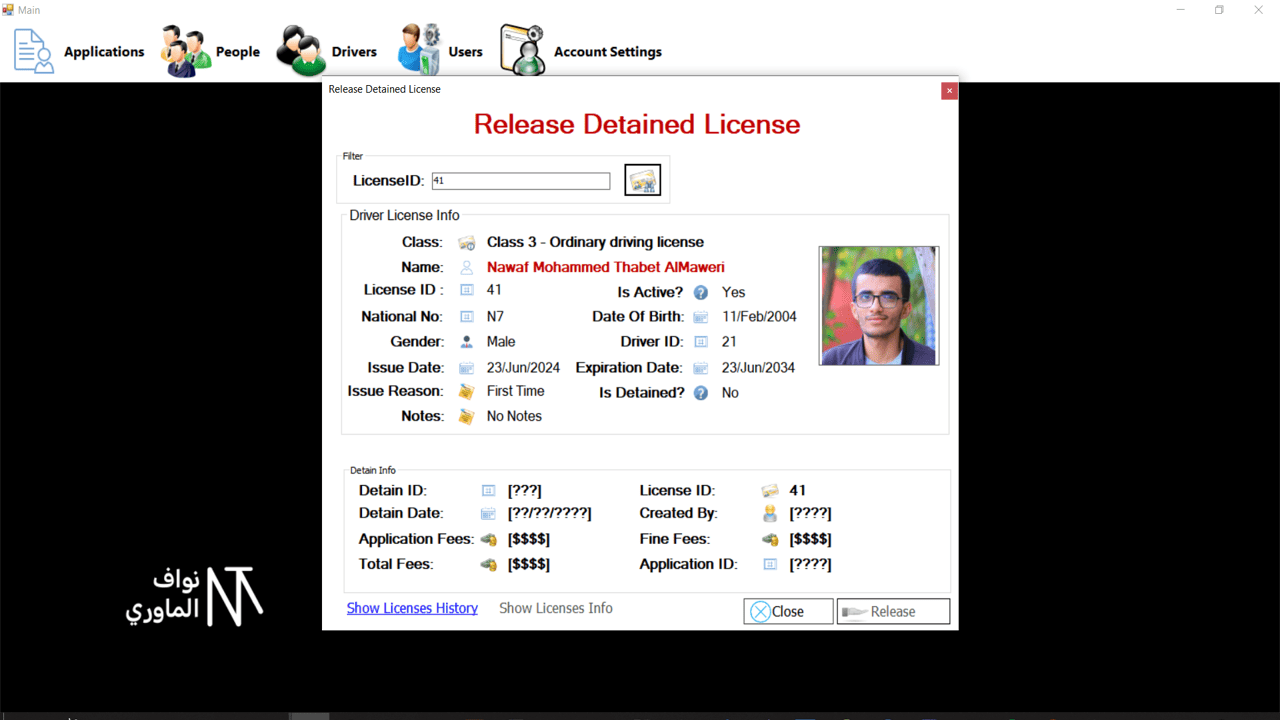 Main
Applications People Drivers Users Account Settings
Release Detained License
Release Detained License
Filter
LicenseID: 41
Driver License Info
Class: Class 3 - Ordinary driving license
Name: Nawaf Mohammed Thabet AlMaweri
License ID : 41 Is Active? Yes
National No: N7 Date Of Birth: 11/Feb/2004
Gender: Male Driver ID: 21
Issue Date: 23/Jun/2024 Expiration Date: 23/Jun/2034
Issue Reason: First Time Is Detained? No
Notes: No Notes
Detain Info
Detain ID: [???] License ID: 41
Detain Date: [??/??/????] Created By: [????]
Application Fees: [$$$$] Fine Fees: [$$$$]
Total Fees: [$$$$] Application ID: [????]
Show Licenses History Show Licenses Info Close Release
نواف
الماوري